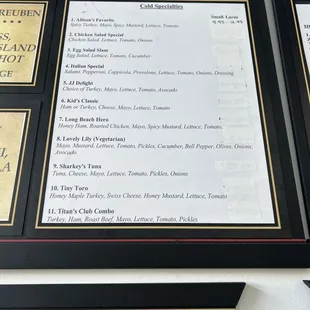 REUBEN
SS,
SLAND
HOT
GE
I,
LA
Cold Specialties
Small Large
1. Allison's Favorite
Spicy Turkey, Mayo, Spicy Mustard, Lettuce, Tomato
2. Chicken Salad Special
Chicken Salad, Lettuce, Tomato, Onions
3. Egg Salad Slam
Egg Salad, Lettuce, Tomato, Cucumber
4. Italian Special
Salami, Pepperoni, Cappicola, Provolone, Lettuce, Tomato, Onions, Dressing
5. JJ Delight
Choice of Turkey, Mayo, Lettuce, Tomato, Avocado
6. Kid's Classic
Ham or Turkey, Cheese, Mayo, Lettuce, Tomato
7. Long Beach Hero
Honey Ham, Roasted Chicken, Mayo, Spicy Mustard, Lettuce, Tomato
8. Lovely Lily (Vegetarian)
Mayo, Mustard, Lettuce, Tomato, Pickles, Cucumber, Bell Pepper, Olives, Onions,
Avocado
9. Sharkey's Tuna
Tuna, Cheese, Mayo, Lettuce, Tomato, Pickles, Onions
10. Tiny Toro
Honey Maple Turkey, Swiss Cheese, Honey Mustard, Lettuce, Tomato
11. Titan's Club Combo
Turkey, Ham, Roast Beef, Mayo, Lettuce, Tomato, Pickles